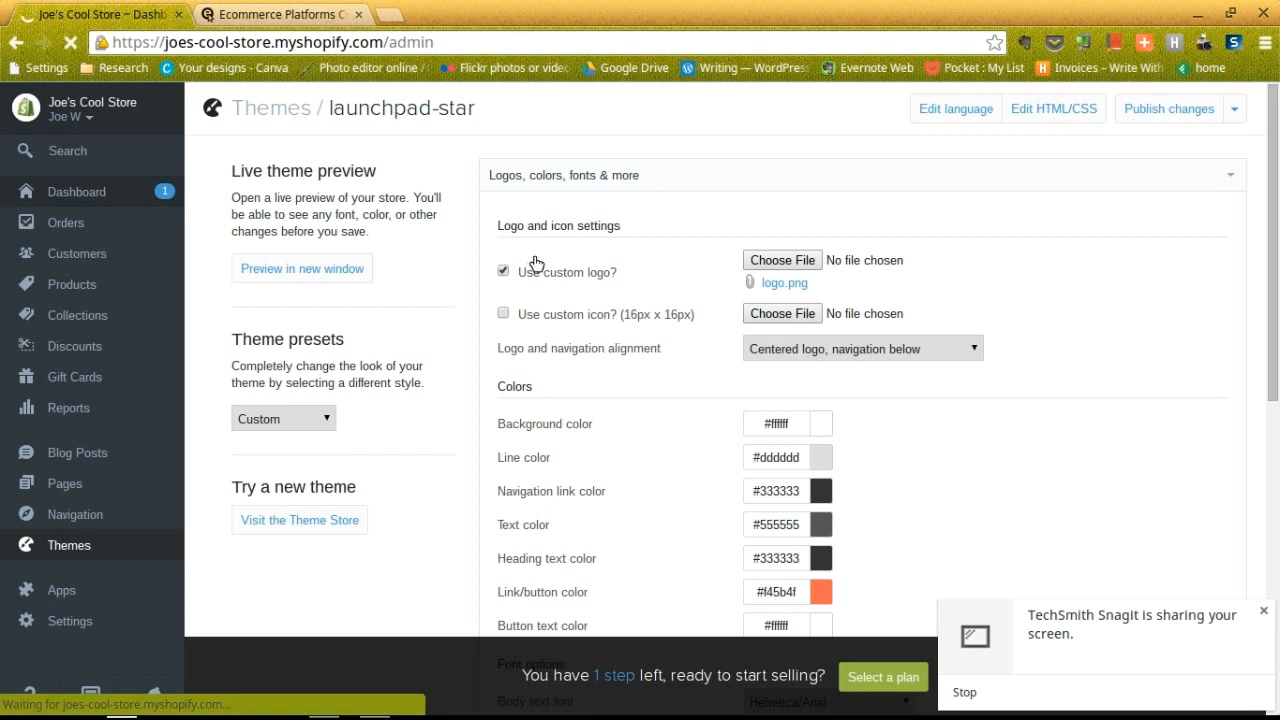 Joe's Cool Store ~ Dashb
Ecommerce Platforms C
https://joes-cool-store.myshopify.com/admin
Settings
Research
Your designs - Canva
Photo editor online /
Flickr photos or vide
Google Drive
Writing — WordPres
Evernote Web
Pocket : My List
Invoices – Write With
home
Joe's Cool Store
Joe W
Search
Dashboard 1
Orders
Customers
Products
Collections
Discounts
Gift Cards
Reports
Blog Posts
Pages
Navigation
Themes
Apps
Settings
Themes / launchpad-star
Edit language
Edit HTML/CSS
Publish changes
Live theme preview
Open a live preview of your store. You'll
be able to see any font, color, or other
changes before you save.
Preview in new window
Theme presets
Completely change the look of your
theme by selecting a different style.
Custom
Try a new theme
Visit the Theme Store
Logos, colors, fonts & more
Logo and icon settings
Use custom logo?
Choose File No file chosen
logo.png
Use custom icon? (16px x 16px)
Choose File No file chosen
Logo and navigation alignment
Centered logo, navigation below
Colors
Background color #ffffff
Line color #dddddd
Navigation link color #333333
Text color #555555
Heading text color #333333
Link/button color #f45b4f
Button text color #ffffff
Font options
Body text font Helvetica/Arial
You have 1 step left, ready to start selling?
Select a plan
TechSmith Snagit is sharing your
screen.
Stop
Waiting for joes-cool-store.myshopify.com...